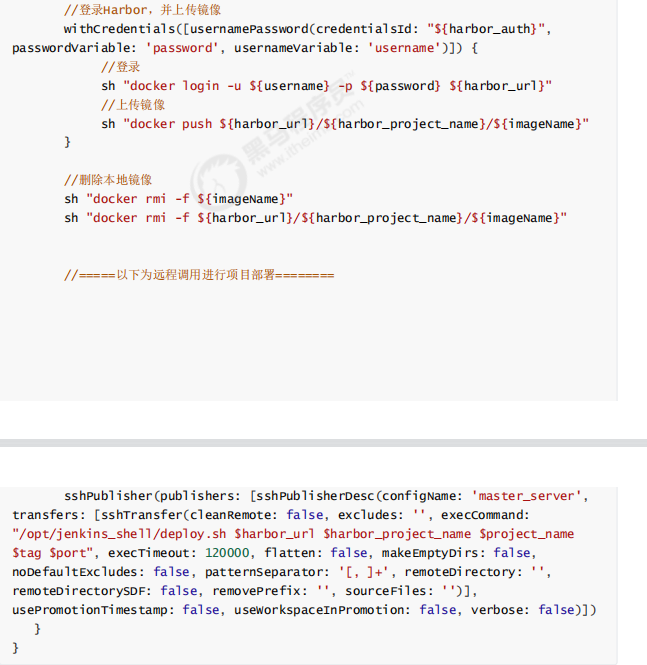 //登录Harbor，并上传镜像
withCredentials([usernamePassword(credentialsId: "${harbor_auth}",
passwordVariable: 'password', usernameVariable: 'username')]) {
//登录
sh "docker login -u ${username} -p ${password} ${harbor_url}"
//上传镜像
sh "docker push ${harbor_url}/${harbor_project_name}/${imageName}"
}
//删除本地镜像
sh "docker rmi -f ${imageName}"
sh "docker rmi -f ${harbor_url}/${harbor_project_name}/${imageName}"
//=====以下为远程调用进行项目部署========
sshPublisher(publishers: [sshPublisherDesc(configName: 'master_server',
transfers: [sshTransfer(cleanRemote: false, excludes: '', execCommand:
"/opt/jenkins_shell/deploy.sh $harbor_url $harbor_project_name $project_name
$tag $port", execTimeout: 120000, flatten: false, makeEmptyDirs: false,
noDefaultExcludes: false, patternSeparator: '[, ]+', remoteDirectory: '',
remoteDirectorySDF: false, removePrefix: '', sourceFiles: '')],
usePromotionTimestamp: false, useWorkspaceInPromotion: false, verbose: false)])
}
}
黑马程序员